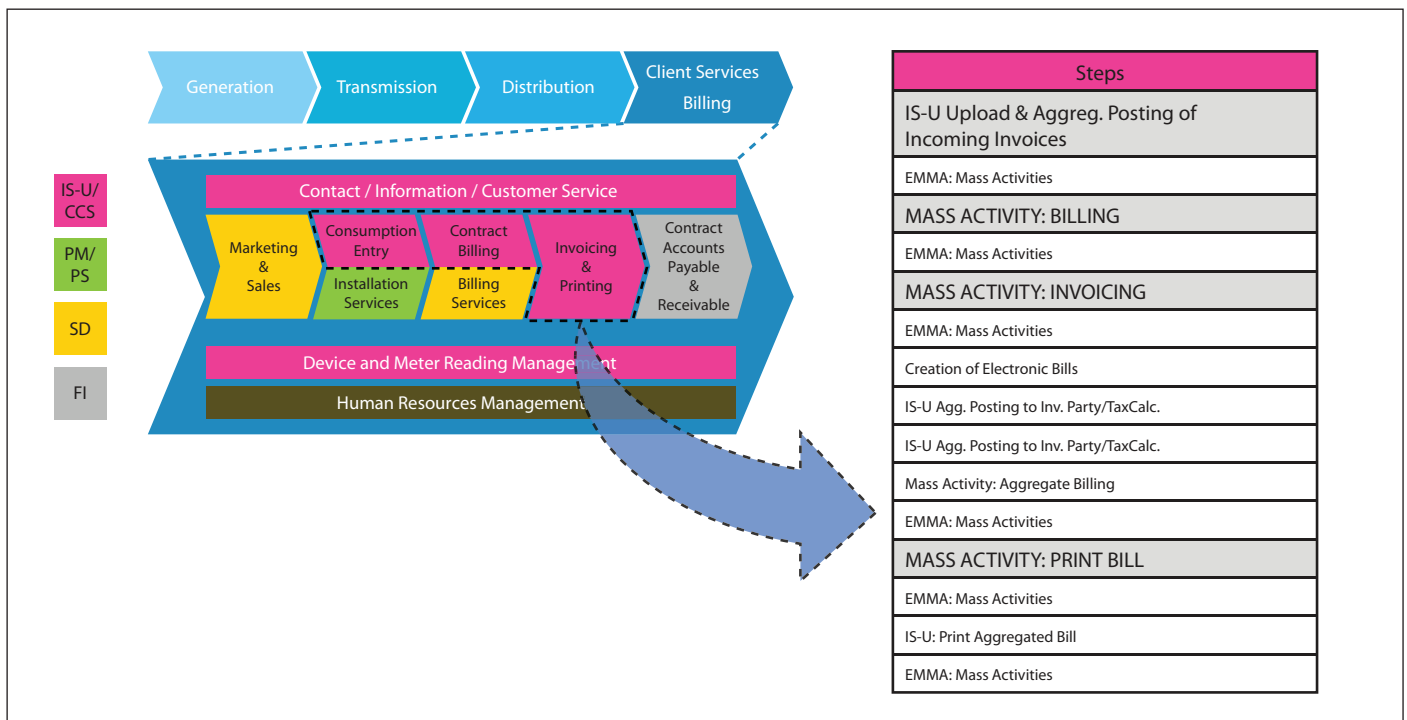 Generation
Transmission
Distribution
Client Services
Billing
IS-U/
CCS
PM/
PS
SD
FI
Contact / Information / Customer Service
Marketing
&
Sales
Consumption
Entry
Contract
Billing
Installation
Services
Billing
Services
Invoicing
&
Printing
Contract
Accounts
Payable
&
Receivable
Device and Meter Reading Management
Human Resources Management
Steps
IS-U Upload & Aggreg. Posting of
Incoming Invoices
EMMA: Mass Activities
MASS ACTIVITY: BILLING
EMMA: Mass Activities
MASS ACTIVITY: INVOICING
EMMA: Mass Activities
Creation of Electronic Bills
IS-U Agg. Posting to Inv. Party/TaxCalc.
IS-U Agg. Posting to Inv. Party/TaxCalc.
Mass Activity: Aggregate Billing
EMMA: Mass Activities
MASS ACTIVITY: PRINT BILL
EMMA: Mass Activities
IS-U: Print Aggregated Bill
EMMA: Mass Activities